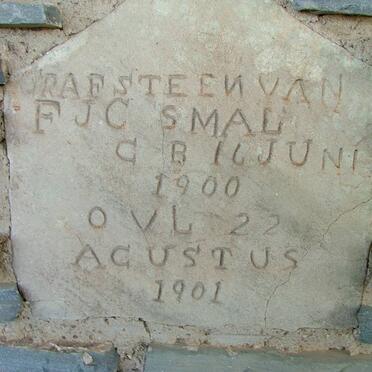 GRAFSTEEN VAN
FJC SMAL
G B 16 JUNI
1900
OVL 22
AGUSTUS
1901